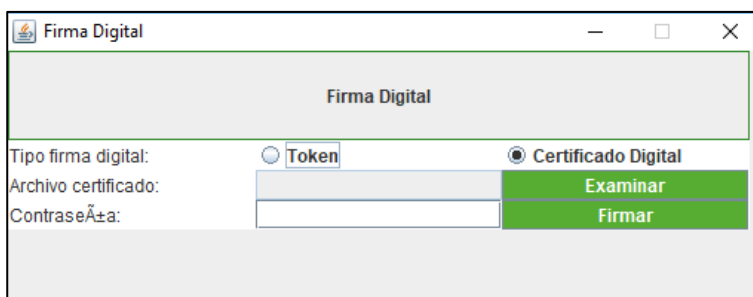 Firma Digital
Firma Digital
Tipo firma digital: Token Certificado Digital
Archivo certificado: Examinar
ContraseÃ±a: Firmar